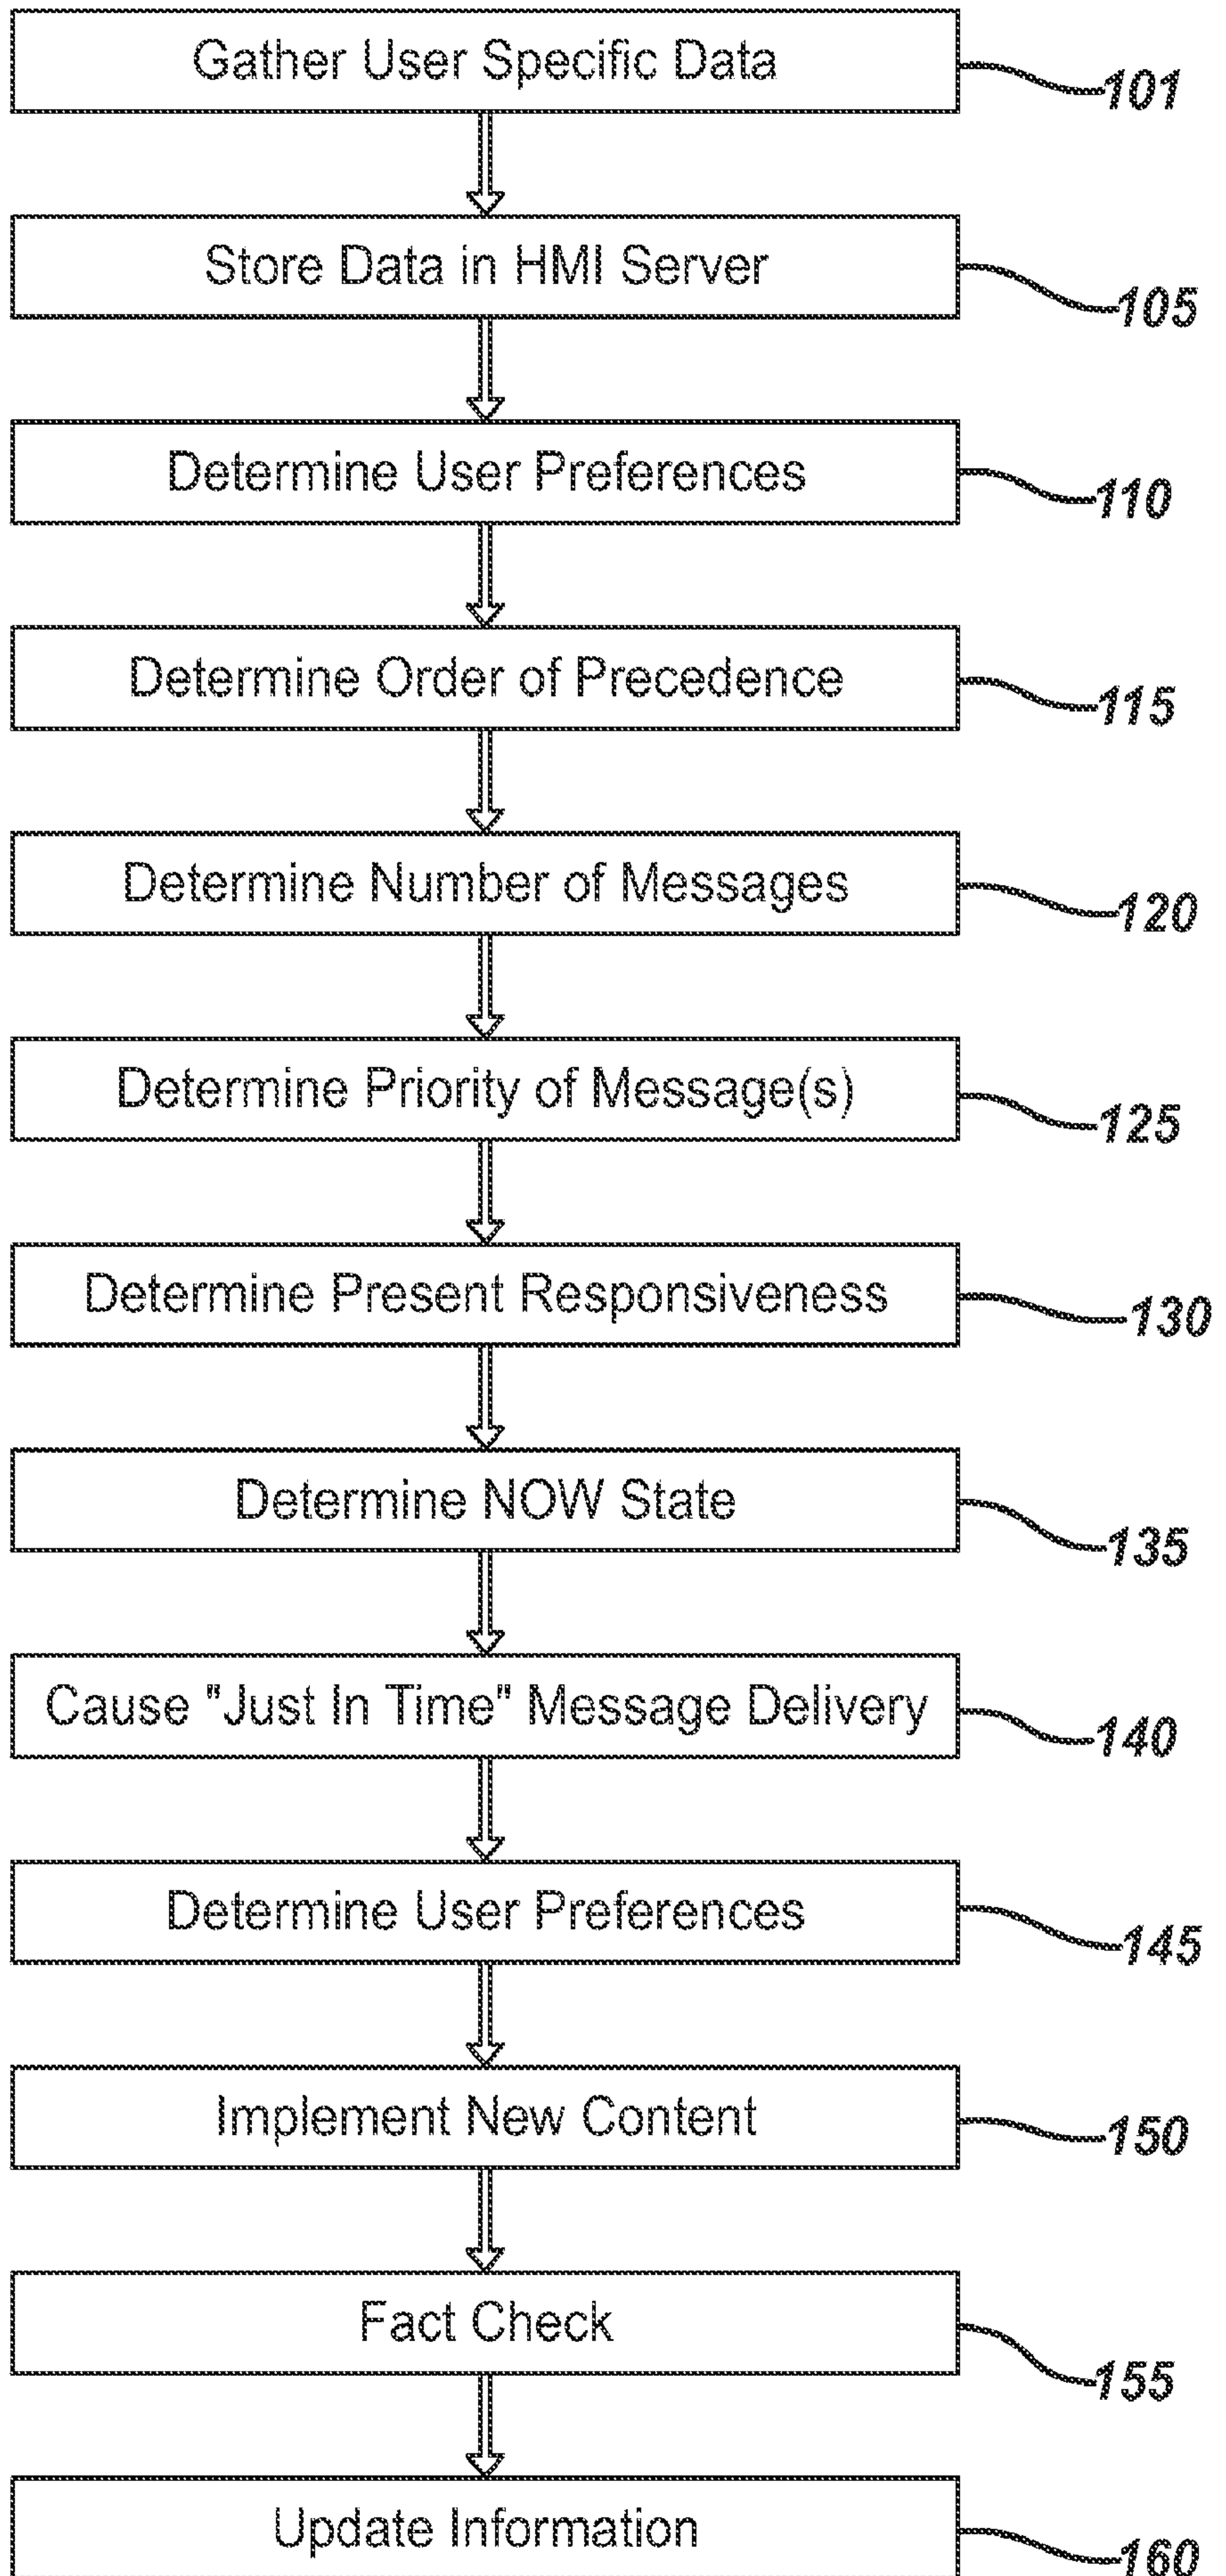 Gather User Specific Data
101
Store Data in HMI Server
105
Determine User Preferences
110
Determine Order of Precedence
115
Determine Number of Messages
120
Determine Priority of Message(s)
125
Determine Present Responsiveness
130
Determine NOW State
135
Cause "Just In Time" Message Delivery
140
Determine User Preferences
145
Implement New Content
150
Fact Check
155
Update Information
160